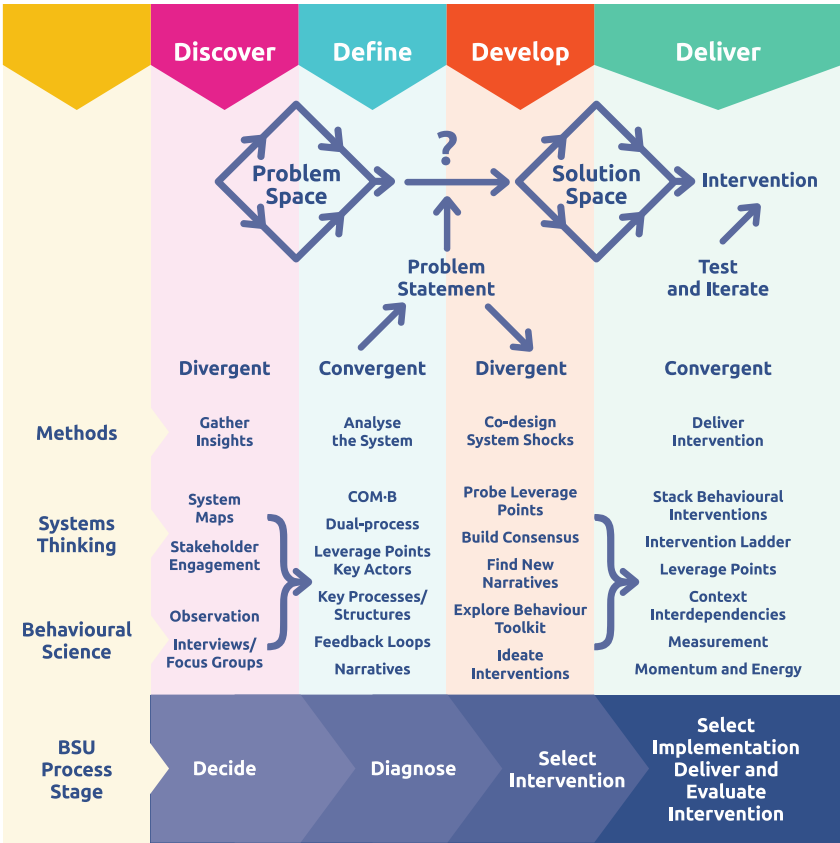 Discover
Define
Develop
Deliver
?
Problem
Space
Solution
Space
Intervention
Problem
Statement
Test
and Iterate
Divergent
Convergent
Divergent
Convergent
Methods
Gather
Insights
Analyse
the System
Co-design
System Shocks
Deliver
Intervention
Systems
Thinking
Behavioural
Science
System
Maps
Stakeholder
Engagement
Observation
Interviews/
Focus Groups
COM-B
Dual-process
Leverage Points
Key Actors
Key Processes/
Structures
Feedback Loops
Narratives
Probe Leverage
Points
Build Consensus
Find New
Narratives
Explore Behaviour
Toolkit
Ideate
Interventions
Stack Behavioural
Interventions
Intervention Ladder
Leverage Points
Context
Interdependencies
Measurement
Momentum and Energy
BSU
Process
Stage
Decide
Diagnose
Select
Intervention
Select
Implementation
Deliver and
Evaluate
Intervention